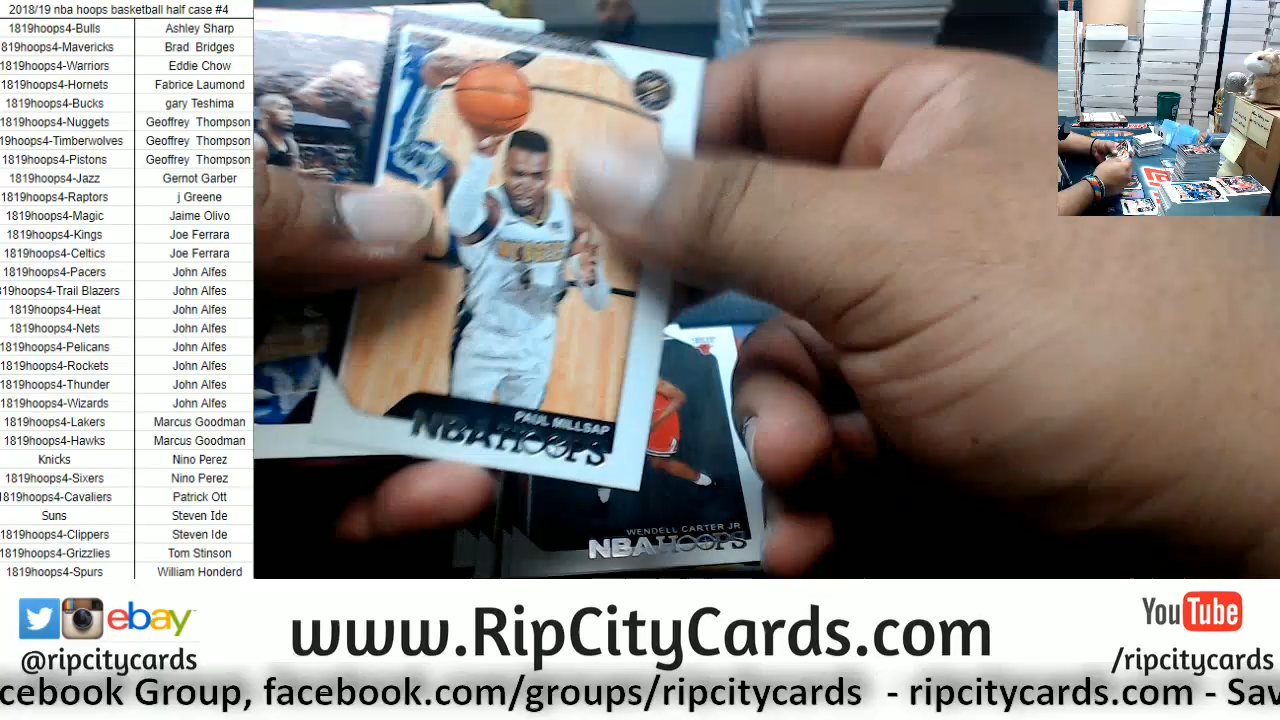 2018/19 nba hoops basketball half case #4
1819hoops4-Bulls Ashley Sharp
819hoops4-Mavericks Brad Bridges
1819hoops4-Warriors Eddie Chow
1819hoops4-Hornets Fabrice Laumond
1819hoops4-Bucks gary Teshima
1819hoops4-Nuggets Geoffrey Thompson
19hoops4-Timberwolves Geoffrey Thompson
1819hoops4-Pistons Geoffrey Thompson
1819hoops4-Jazz Gernot Garber
1819hoops4-Raptors j Greene
1819hoops4-Magic Jaime Olivo
1819hoops4-Kings Joe Ferrara
1819hoops4-Celtics Joe Ferrara
1819hoops4-Pacers John Alfes
819hoops4-Trail Blazers John Alfes
1819hoops4-Heat John Alfes
1819hoops4-Nets John Alfes
1819hoops4-Pelicans John Alfes
1819hoops4-Rockets John Alfes
1819hoops4-Thunder John Alfes
1819hoops4-Wizards John Alfes
1819hoops4-Lakers Marcus Goodman
1819hoops4-Hawks Marcus Goodman
Knicks Nino Perez
1819hoops4-Sixers Nino Perez
1819hoops4-Cavaliers Patrick Ott
Suns Steven Ide
1819hoops4-Clippers Steven Ide
1819hoops4-Grizzlies Tom Stinson
1819hoops4-Spurs William Honderd
PAUL MILLSAP
NBA HOOPS
WENDELL CARTER JR.
NBA HOOPS
ebay
@ripcitycards
www.RipCityCards.com
YouTube
/ripcitycards
cebook Group, facebook.com/groups/ripcitycards - ripcitycards.com - Sav